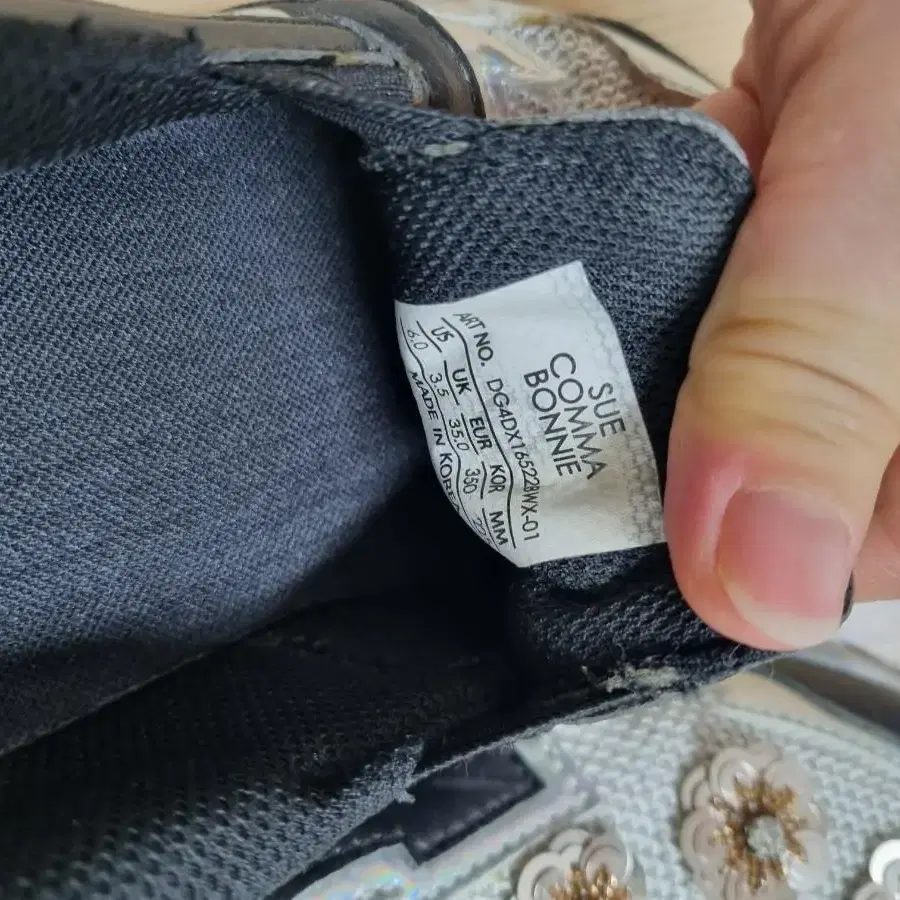 SUE
COMMA
BONNIE
ART NO. DG4DX16522BWX-01
US UK EUR KOR MM
6.0 3.5 35.0 350
MADE IN KOREA